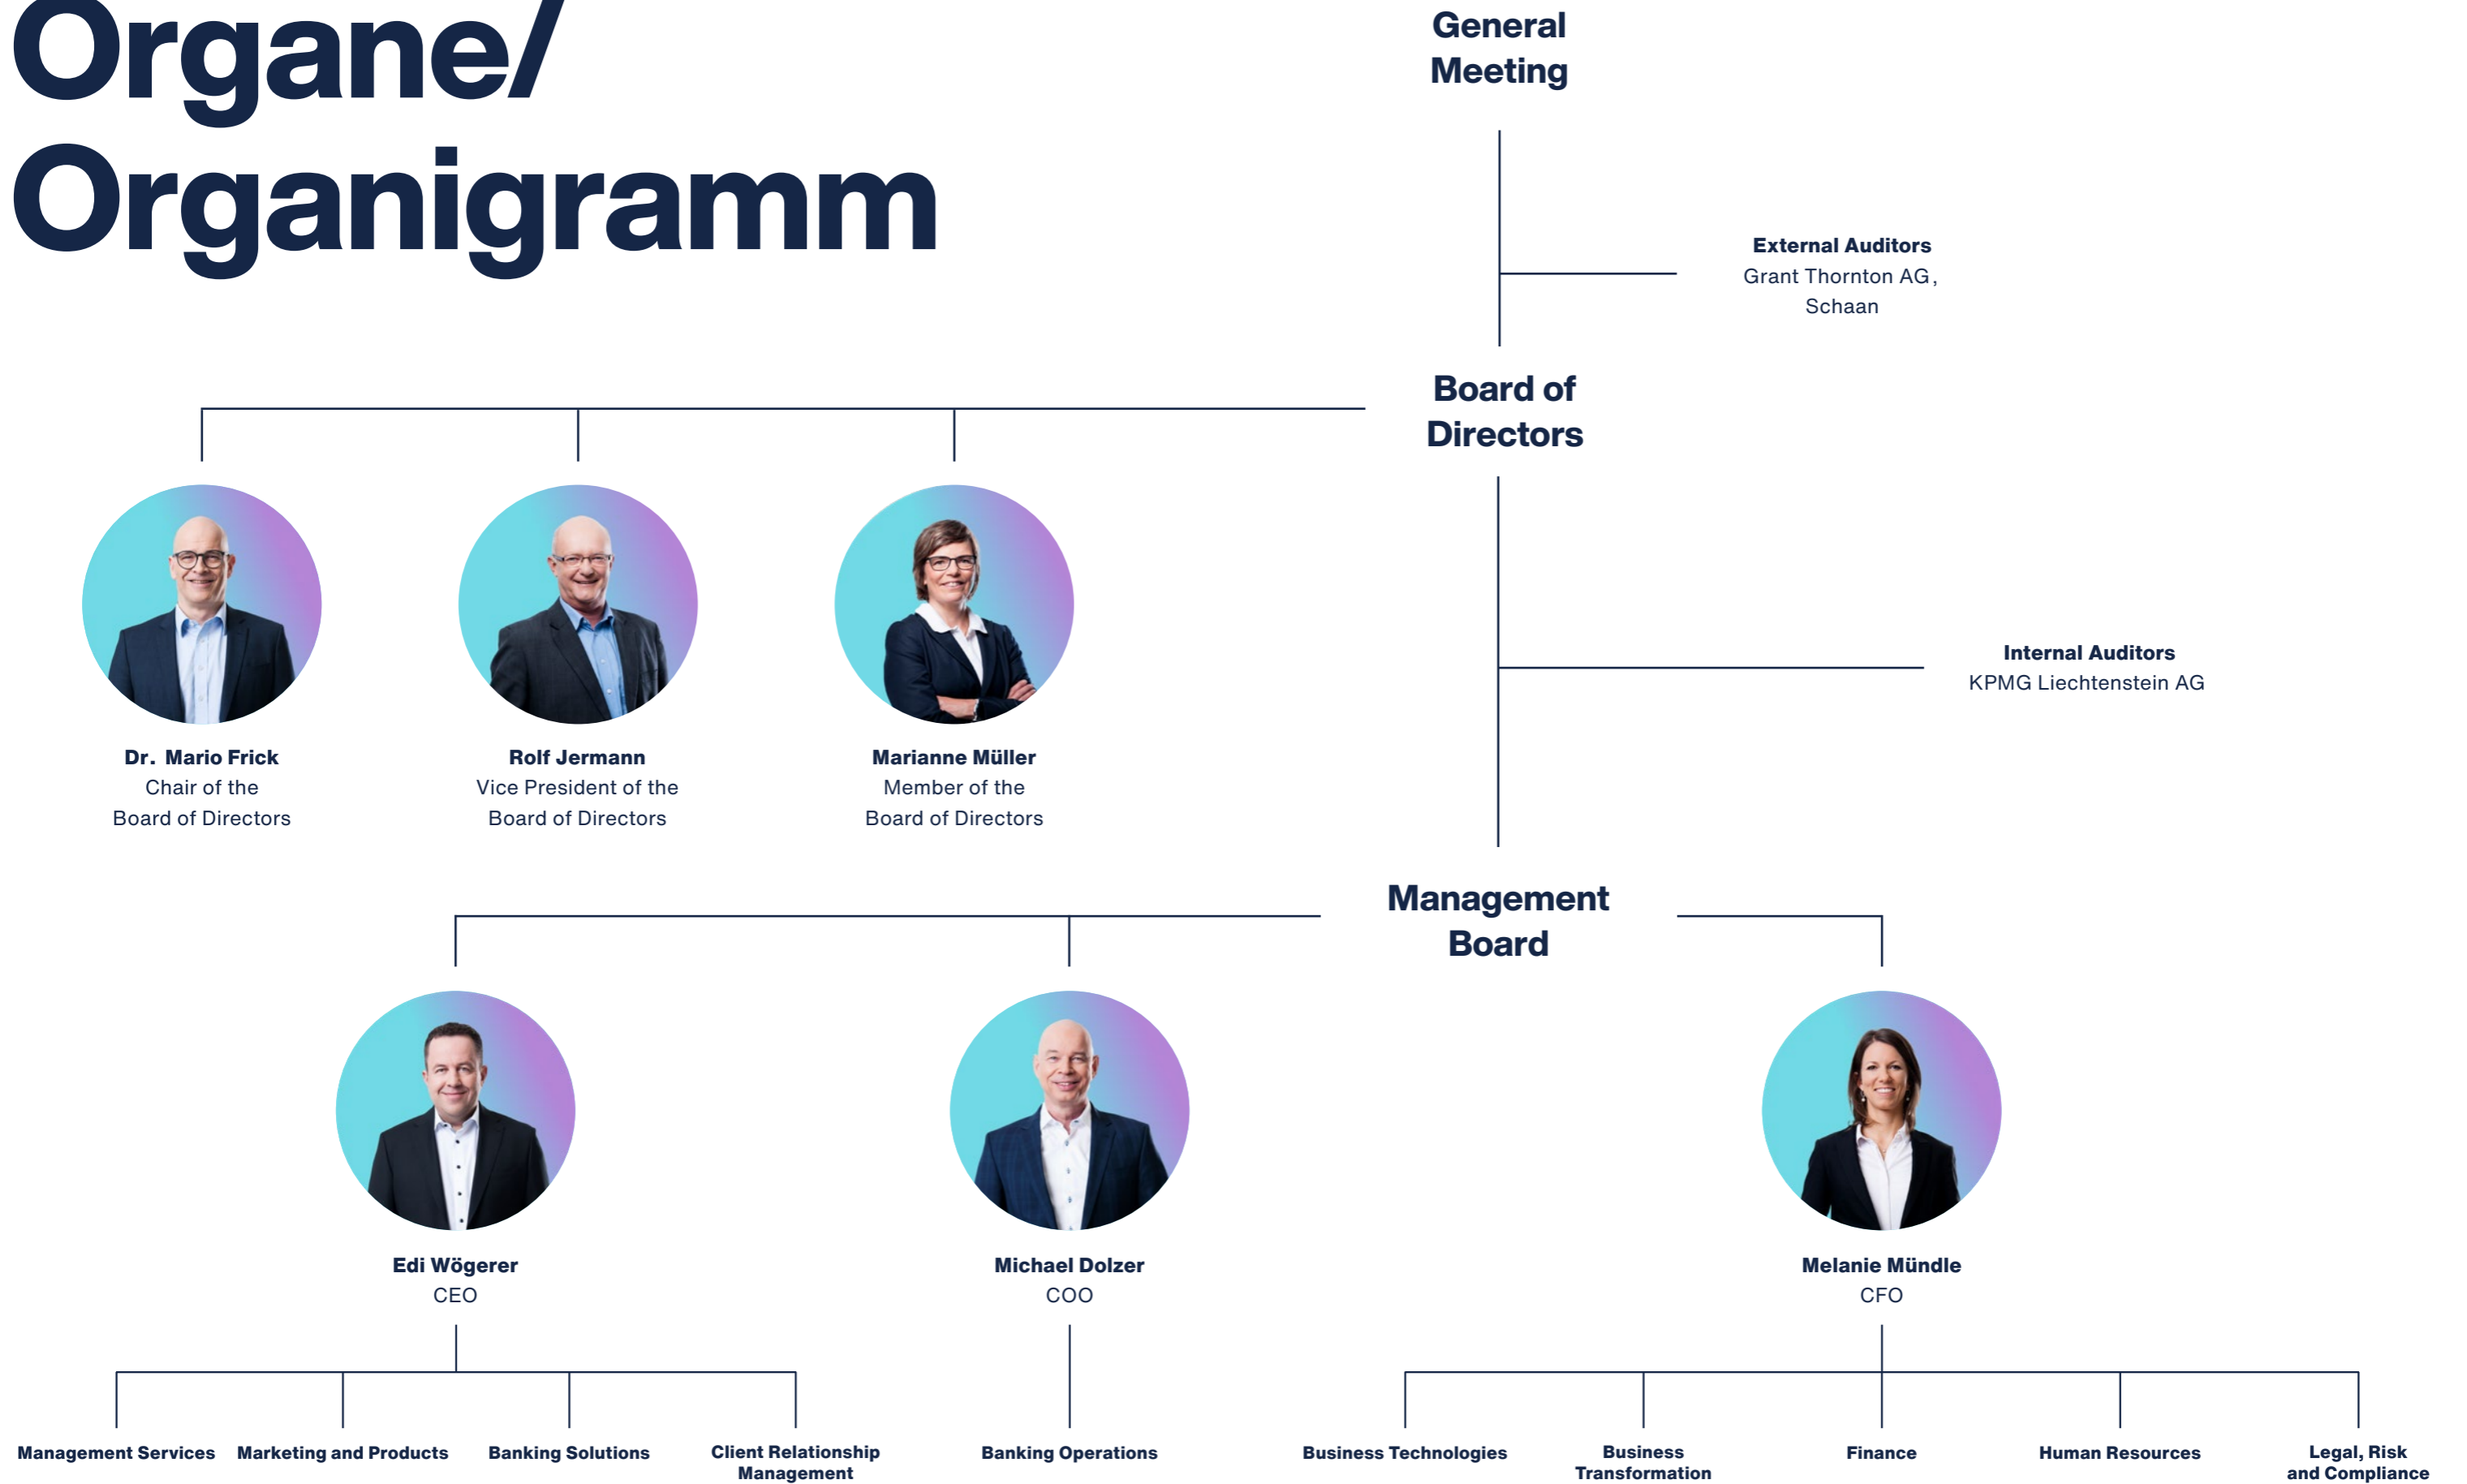 Organe/
Organigramm
General
Meeting
External Auditors
Grant Thornton AG,
Schaan
Board of
Directors
Internal Auditors
KPMG Liechtenstein AG
Dr. Mario Frick
Chair of the
Board of Directors
Rolf Jermann
Vice President of the
Board of Directors
Marianne Müller
Member of the
Board of Directors
Management
Board
Edi Wögerer
CEO
Michael Dolzer
COO
Melanie Mündle
CFO
Management Services
Marketing and Products
Banking Solutions
Client Relationship
Management
Banking Operations
Business Technologies
Business
Transformation
Finance
Human Resources
Legal, Risk
and Compliance